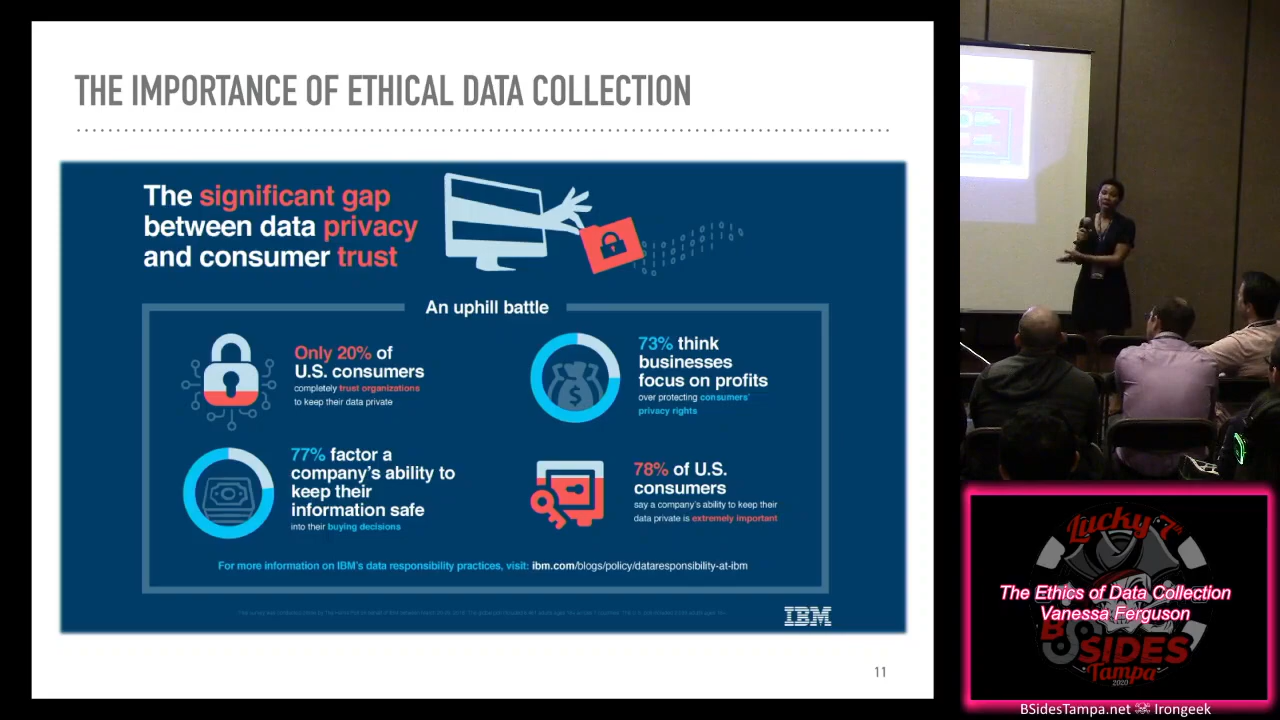 THE IMPORTANCE OF ETHICAL DATA COLLECTION
The significant gap
between data privacy
and consumer trust
An uphill battle
Only 20% of
U.S. consumers
completely trust organizations
to keep their data private
73% think
businesses
focus on profits
over protecting consumers'
privacy rights
77% factor a
company's ability to
keep their
information safe
into their buying decisions
78% of U.S.
consumers
say a company's ability to keep their
data private is extremely important
For more information on IBM's data responsibility practices, visit: ibm.com/blogs/policy/dataresponsibility-at-ibm
IBM
11
Lucky 7th
The Ethics of Data Collection
Vanessa Ferguson
BSIDES
Tampa
2020
BSidesTampa.net Irongeek